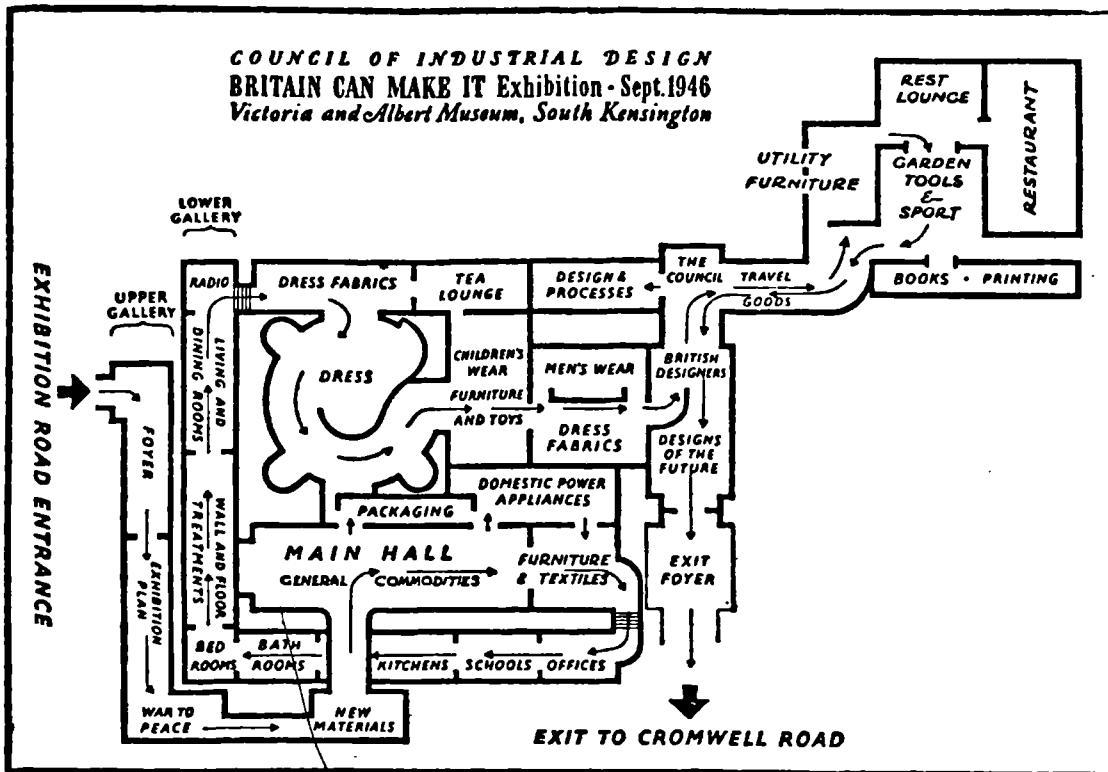 COUNCIL OF INDUSTRIAL DESIGN
BRITAIN CAN MAKE IT Exhibition - Sept. 1946
Victoria and Albert Museum, South Kensington
REST
LOUNGE
RESTAURANT
UTILITY
FURNITURE
GARDEN
TOOLS
&
SPORT
BOOKS · PRINTING
LOWER
GALLERY
UPPER
GALLERY
EXHIBITION ROAD ENTRANCE
RADIO
DRESS FABRICS
TEA
LOUNGE
DESIGN &
PROCESSES
THE
COUNCIL
TRAVEL
GOODS
LIVING AND
DINING ROOMS
DRESS
CHILDREN'S
WEAR
FURNITURE
AND TOYS
MEN'S WEAR
DRESS
FABRICS
BRITISH
DESIGNERS
DESIGNS
OF THE
FUTURE
FOYER
EXHIBITION
PLAN
WALL AND FLOOR
TREATMENTS
PACKAGING
DOMESTIC POWER
APPLIANCES
MAIN HALL
GENERAL COMMODITIES
FURNITURE
& TEXTILES
EXIT
FOYER
BED
ROOMS
BATH
ROOMS
KITCHENS
SCHOOLS
OFFICES
WAR TO
PEACE
NEW
MATERIALS
EXIT TO CROMWELL ROAD